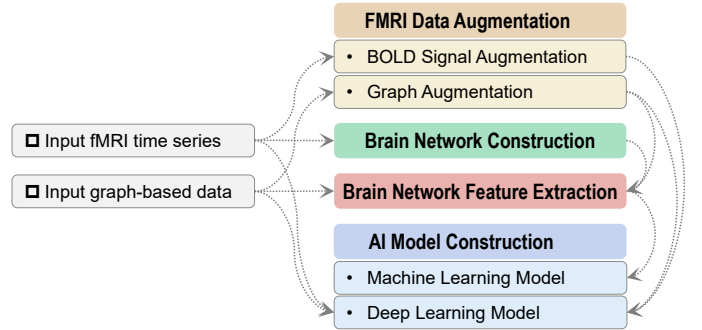 FMRI Data Augmentation
• BOLD Signal Augmentation
• Graph Augmentation
Input fMRI time series
Brain Network Construction
Input graph-based data
Brain Network Feature Extraction
AI Model Construction
• Machine Learning Model
• Deep Learning Model